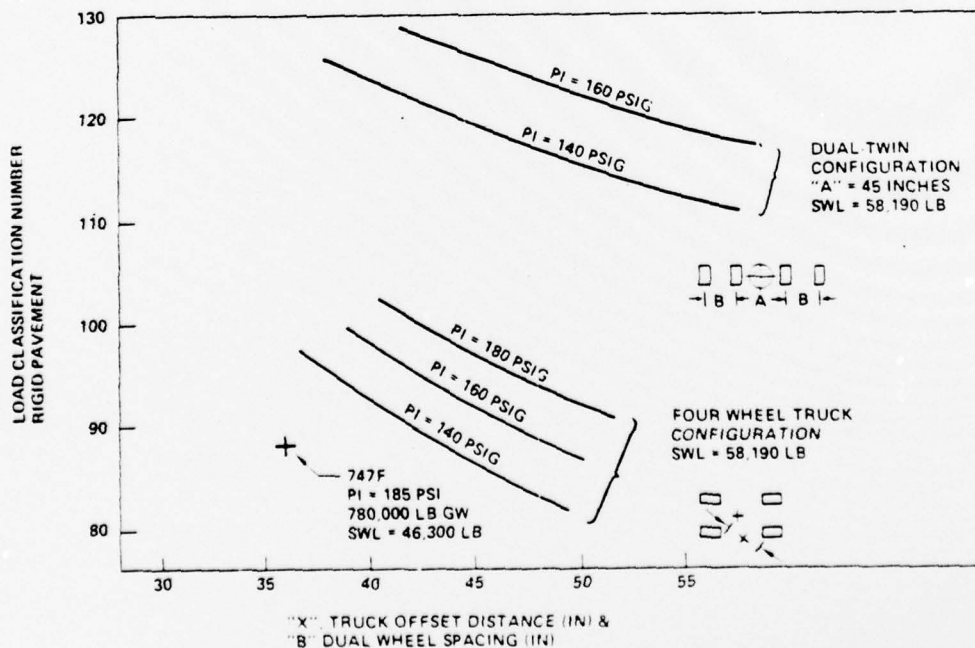 130
120
110
100
90
80
LOAD CLASSIFICATION NUMBER
RIGID PAVEMENT
PI = 160 PSIG
PI = 140 PSIG
DUAL-TWIN
CONFIGURATION
"A" = 45 INCHES
SWL = 58,190 LB
B A B
PI = 180 PSIG
PI = 160 PSIG
PI = 140 PSIG
FOUR WHEEL TRUCK
CONFIGURATION
SWL = 58,190 LB
X
747F
PI = 185 PSI
780,000 LB GW
SWL = 46,300 LB
30 35 40 45 50 55
"X" TRUCK OFFSET DISTANCE (IN) &
"B" DUAL WHEEL SPACING (IN)